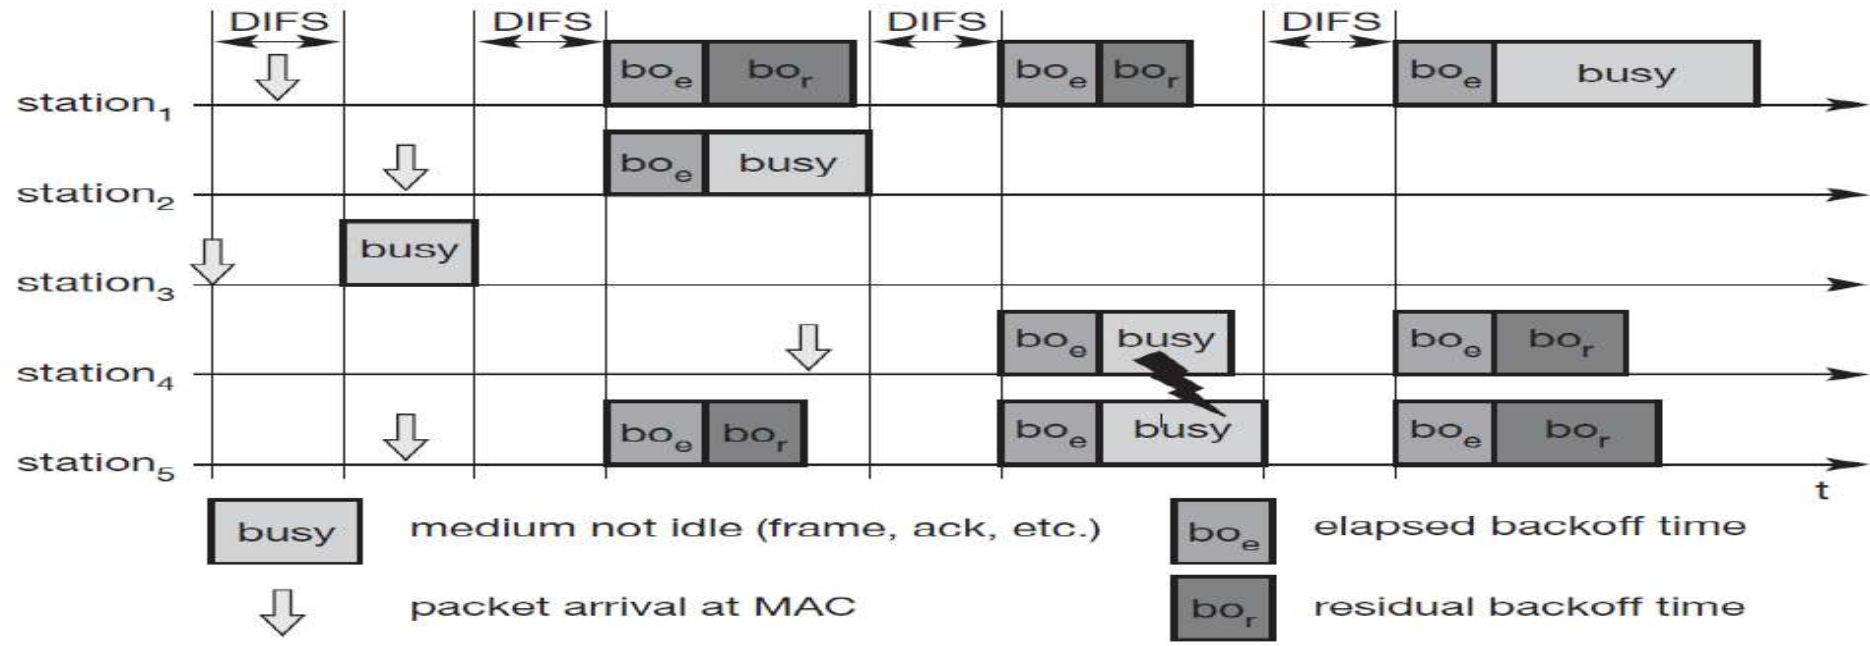 DIFS DIFS DIFS DIFS
station1 boe bor boe bor boe busy
station2 boe busy
station3 busy
station4 boe busy boe bor
station5 boe bor boe busy boe bor
t
busy medium not idle (frame, ack, etc.) boe elapsed backoff time
packet arrival at MAC bor residual backoff time